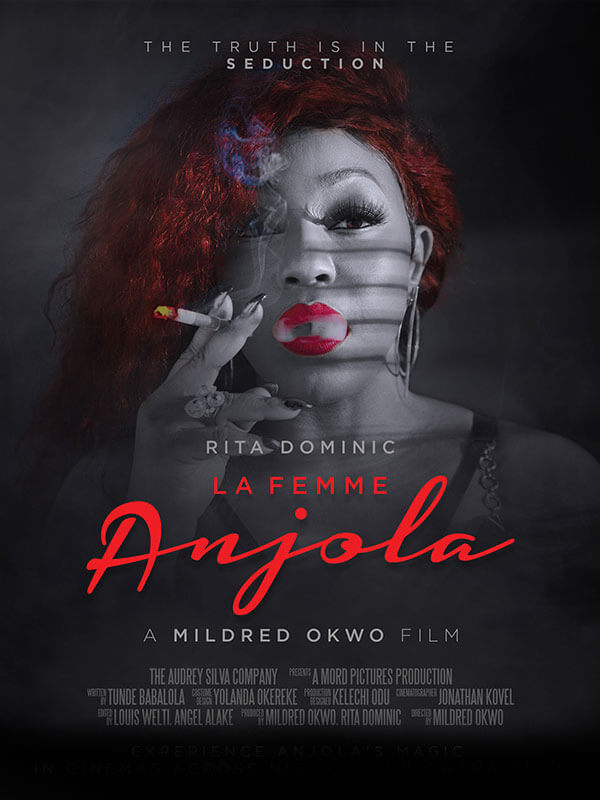 THE TRUTH IS IN THE
SEDUCTION
RITA DOMINIC
LA FEMME
Anjola
A MILDRED OKWO FILM
THE AUDREY SILVA COMPANY PRESENTS A MORD PICTURES PRODUCTION
WRITTEN BY TUNDE BABALOLA COSTUME DESIGN YOLANDA OKEREKE PRODUCTION DESIGNER KELECHI ODU CINEMATOGRAPHER JONATHAN KOVEL
EDITED BY LOUIS WELTI, ANGEL ALAKE PRODUCED BY MILDRED OKWO, RITA DOMINIC DIRECTED BY MILDRED OKWO
EXPERIENCE ANJOLA'S MAGIC
IN CINEMAS ACROSS